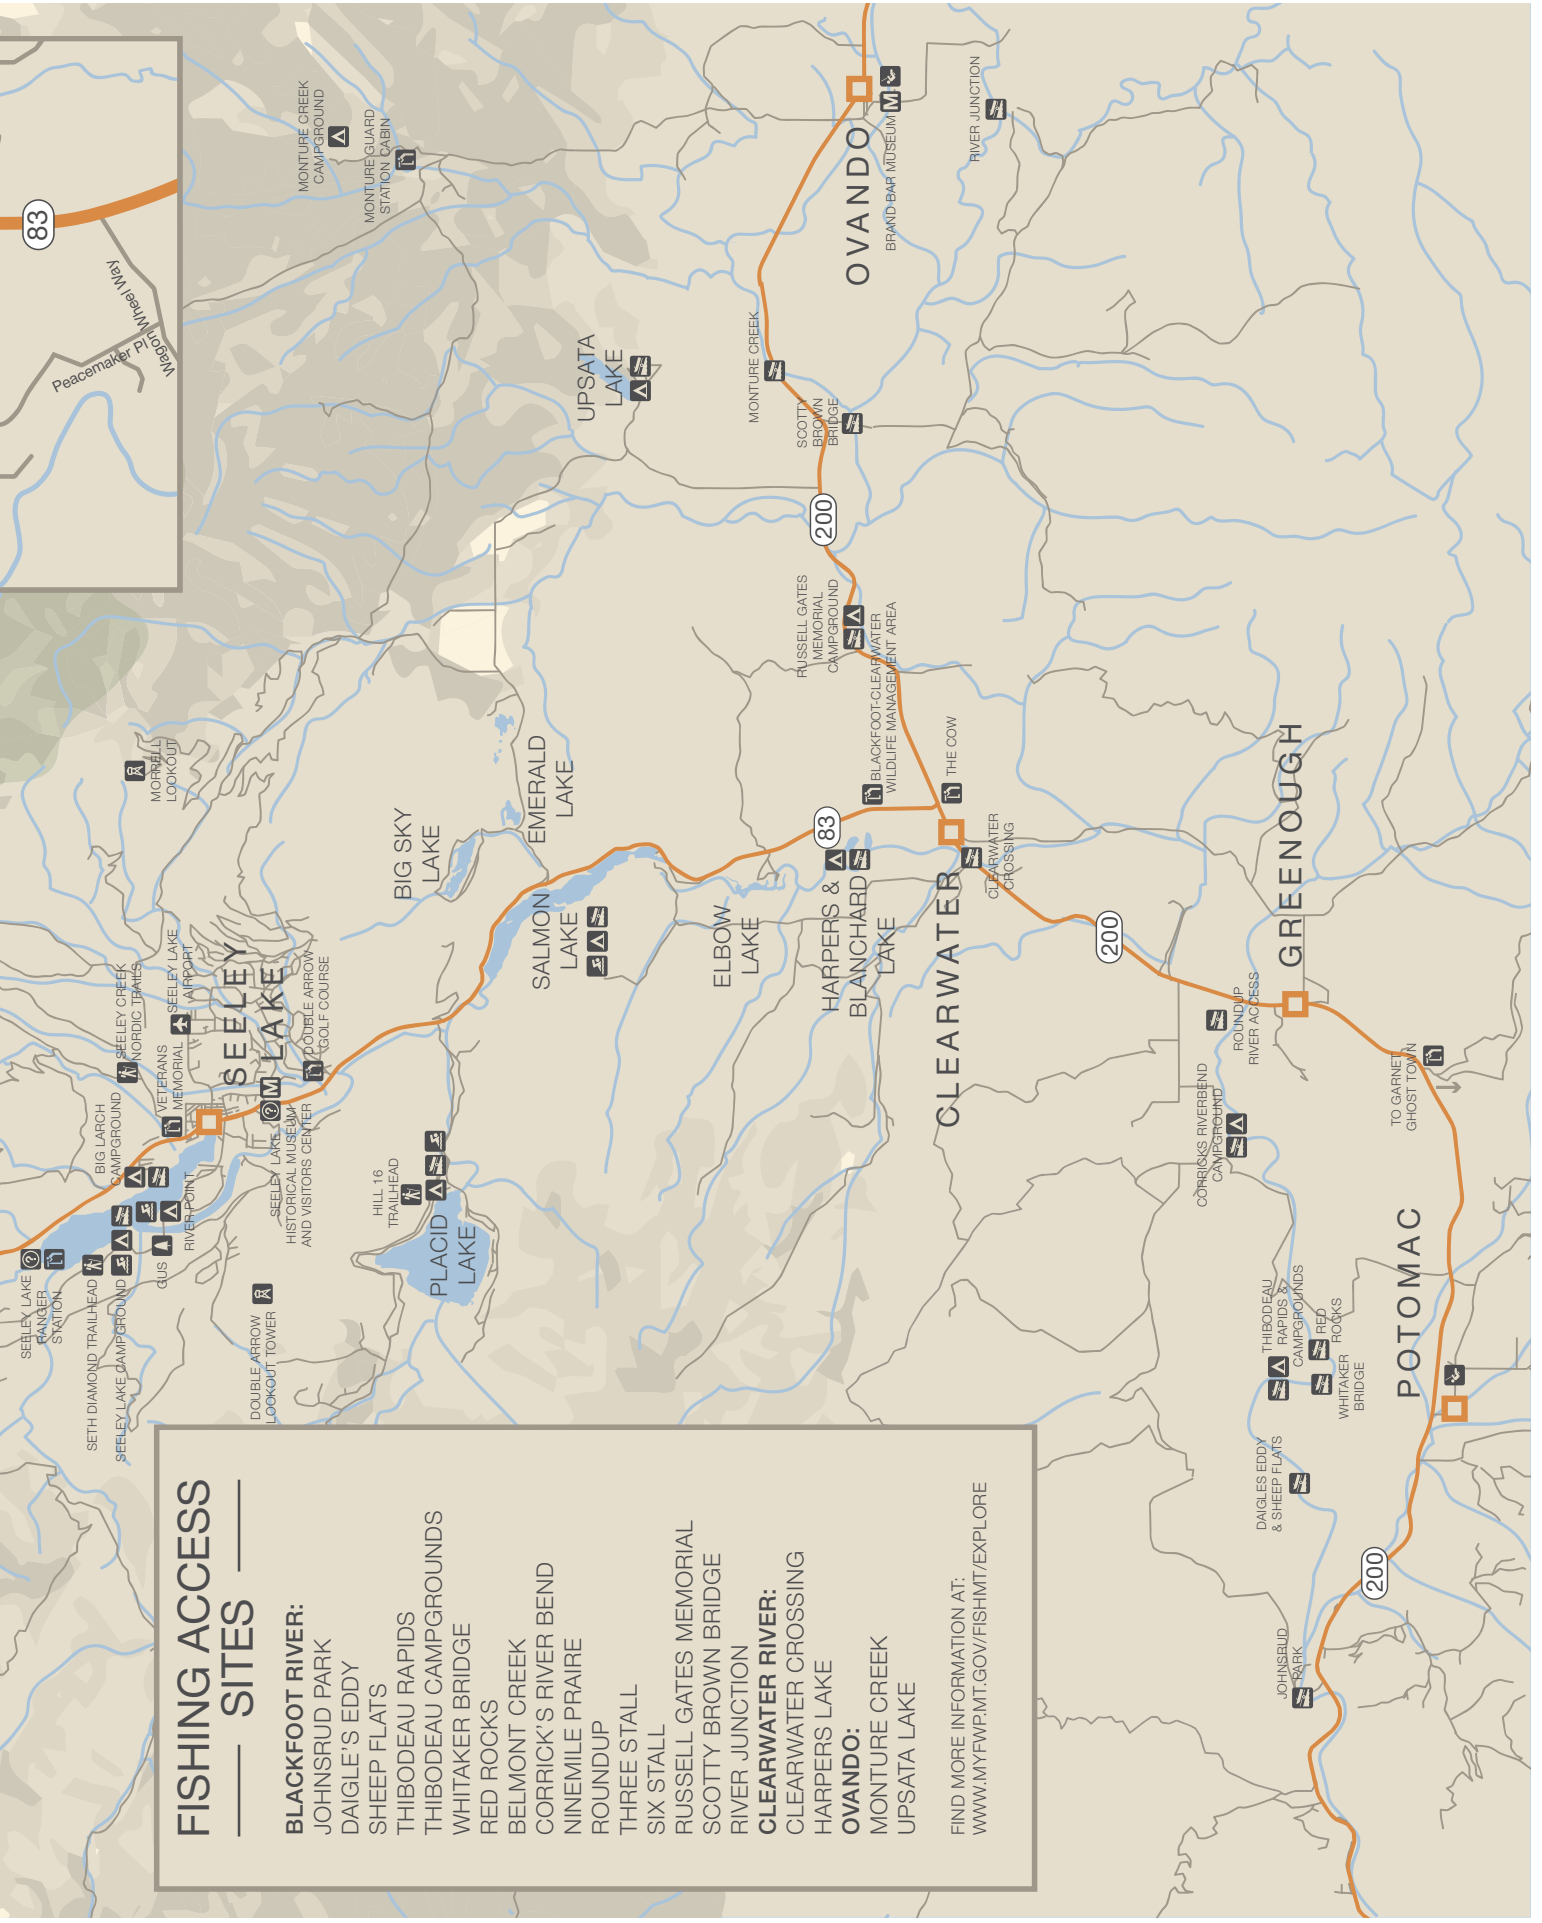 FISHING ACCESS
SITES
BLACKFOOT RIVER:
JOHNSRUD PARK
DAIGLE'S EDDY
SHEEP FLATS
THIBODEAU RAPIDS
THIBODEAU CAMPGROUNDS
WHITAKER BRIDGE
RED ROCKS
BELMONT CREEK
CORRICK'S RIVER BEND
NINEMILE PRAIRE
ROUNDUP
THREE STALL
SIX STALL
RUSSELL GATES MEMORIAL
SCOTTY BROWN BRIDGE
RIVER JUNCTION
CLEARWATER RIVER:
CLEARWATER CROSSING
HARPERS LAKE
OVANDO:
MONTURE CREEK
UPSATA LAKE
FIND MORE INFORMATION AT:
WWW.MYFWP.MT.GOV/FISHMT/EXPLORE
SEELEY LAKE
RANGER
STATION
SETH DIAMOND TRAILHEAD
SEELEY LAKE CAMPGROUND
GUS
RIVER POINT
BIG LARCH
CAMPGROUND
VETERANS
MEMORIAL
SEELEY CREEK
NORDIC TRAILS
SEELEY LAKE
AIRPORT
SEELEY
LAKE
M
?
?
SEELEY LAKE
HISTORICAL MUSEUM
AND VISITORS CENTER
DOUBLE ARROW
GOLF COURSE
DOUBLE ARROW
LOOKOUT TOWER
MORRELL
LOOKOUT
HILL 16
TRAILHEAD
PLACID
LAKE
BIG SKY
LAKE
EMERALD
LAKE
SALMON
LAKE
ELBOW
LAKE
HARPERS &
BLANCHARD
LAKE
83
CLEARWATER
CLEARWATER
CROSSING
THE COW
BLACKFOOT-CLEARWATER
WILDLIFE MANAGEMENT AREA
RUSSELL GATES
MEMORIAL
CAMPGROUND
200
SCOTTY
BROWN
BRIDGE
MONTURE CREEK
UPSATA
LAKE
MONTURE CREEK
CAMPGROUND
MONTURE GUARD
STATION CABIN
OVANDO
BRAND BAR MUSEUM
M
RIVER JUNCTION
83
Wagon Wheel Way
Peacemaker Pl
200
GREENOUGH
ROUNDUP
RIVER ACCESS
CORRICKS RIVERBEND
CAMPGROUND
TO GARNET
GHOST TOWN
THIBODEAU
RAPIDS &
CAMPGROUNDS
RED
ROCKS
WHITAKER
BRIDGE
POTOMAC
DAIGLES EDDY
& SHEEP FLATS
200
JOHNSRUD
PARK